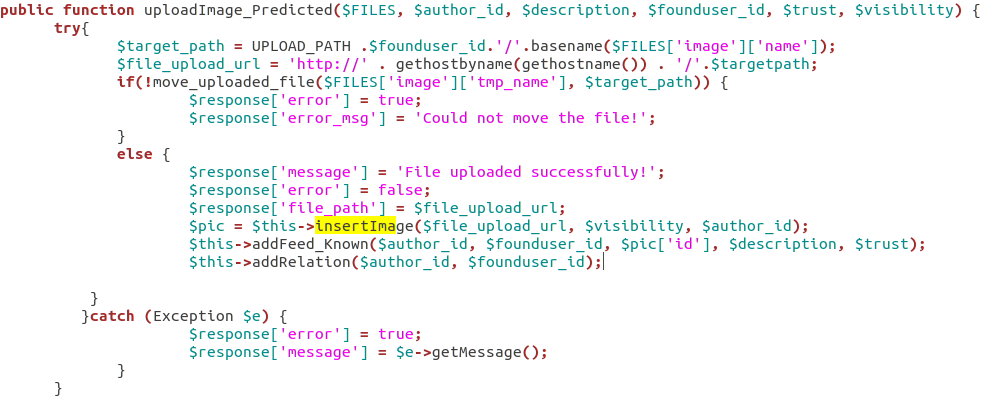 public function uploadImage_Predicted($FILES, $author_id, $description, $founduser_id, $trust, $visibility) {
try{
$target_path = UPLOAD_PATH .$founduser_id.'/'.basename($FILES['image']['name']);
$file_upload_url = 'http://' . gethostbyname(gethostname()) . '/'.$targetpath;
if(!move_uploaded_file($FILES['image']['tmp_name'], $target_path)) {
$response['error'] = true;
$response['error_msg'] = 'Could not move the file!';
}
else {
$response['message'] = 'File uploaded successfully!';
$response['error'] = false;
$response['file_path'] = $file_upload_url;
$pic = $this->insertImage($file_upload_url, $visibility, $author_id);
$this->addFeed_Known($author_id, $founduser_id, $pic['id'], $description, $trust);
$this->addRelation($author_id, $founduser_id);
}
}catch (Exception $e) {
$response['error'] = true;
$response['message'] = $e->getMessage();
}
}